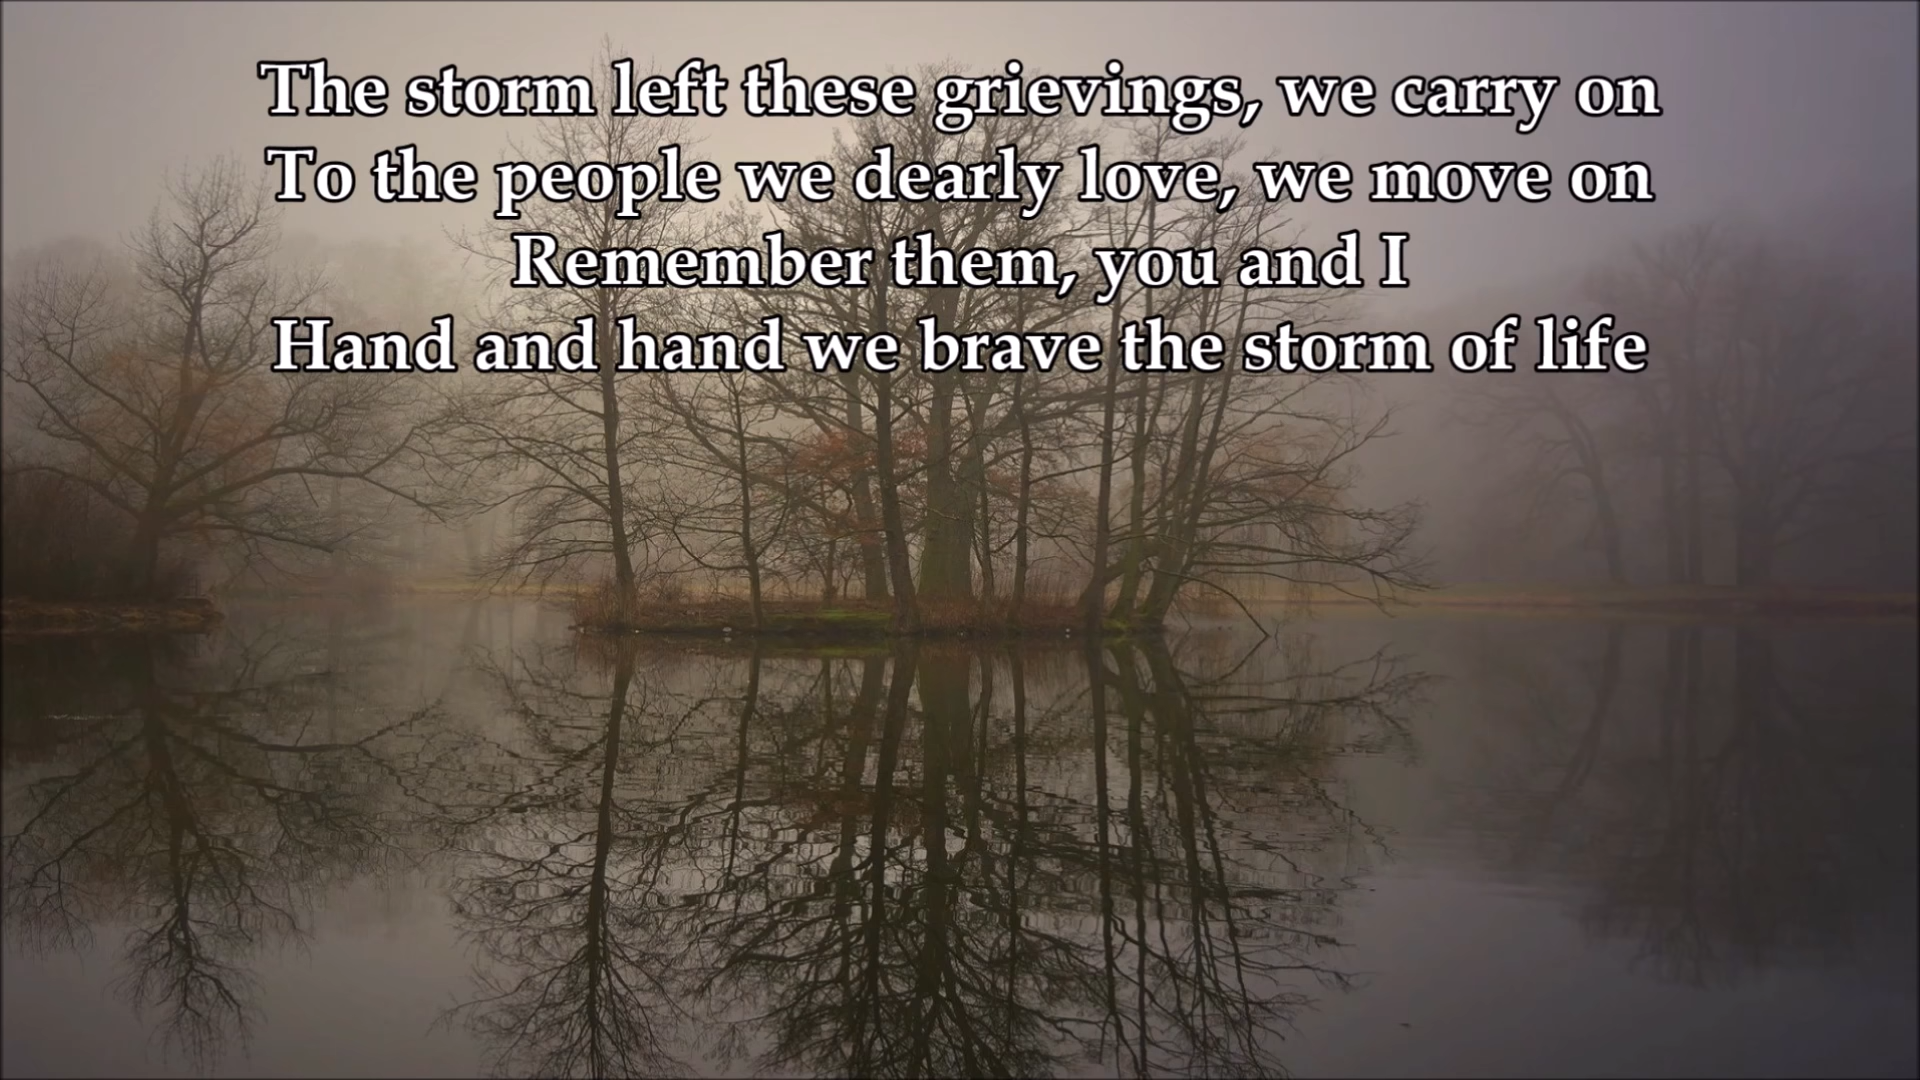 The storm left these grievings, we carry on
To the people we dearly love, we move on
Remember them, you and I
Hand and hand we brave the storm of life